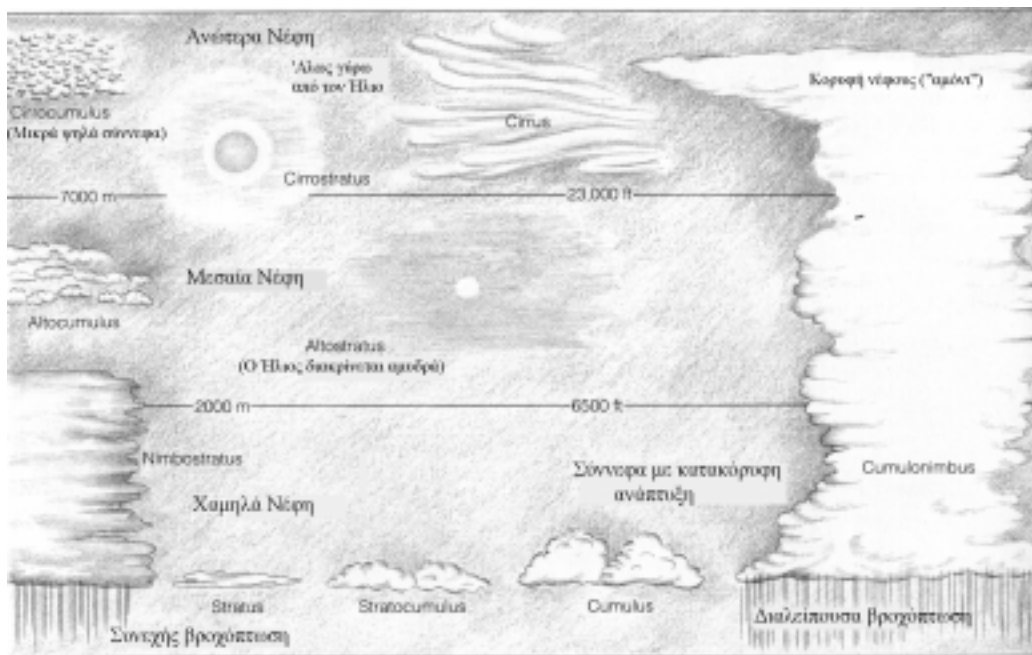 Ανώτερα Νέφη
'Αλως γύρω
από τον Ήλιο
Κορυφή νέφους ("αμόνι")
Cirrocumulus
(Μικρά ψηλά σύννεφα)
Cirrus
Cirrostratus
7000 m
23,000 ft
Μεσαία Νέφη
Altocumulus
Altostratus
(Ο Ήλιος διακρίνεται αμυδρά)
2000 m
6500 ft
Nimbostratus
Σύννεφα με κατακόρυφη
ανάπτυξη
Cumulonimbus
Χαμηλά Νέφη
Stratus
Stratocumulus
Cumulus
Διαλείπουσα βροχόπτωση
Συνεχής βροχόπτωση